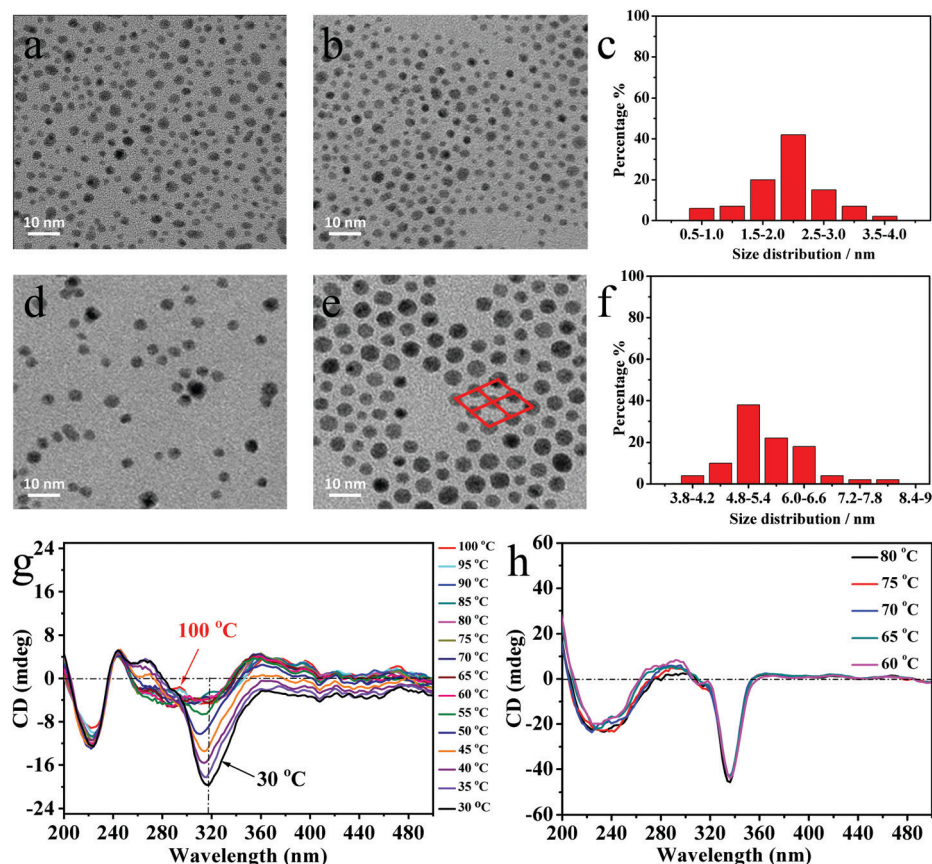 a
10 nm
b
10 nm
c
100
80
60
40
20
0
Percentage %
0.5-1.0 1.5-2.0 2.5-3.0 3.5-4.0
Size distribution / nm
d
10 nm
e
10 nm
f
100
80
60
40
20
0
Percentage %
3.8-4.2 4.8-5.4 6.0-6.6 7.2-7.8 8.4-9
Size distribution / nm
g
24
16
8
0
-8
-16
-24
CD (mdeg)
100 °C
30 °C
200 240 280 320 360 400 440 480
Wavelength (nm)
100 °C
95 °C
90 °C
85 °C
80 °C
75 °C
70 °C
65 °C
60 °C
55 °C
50 °C
45 °C
40 °C
35 °C
30 °C
h
60
40
20
0
-20
-40
-60
CD (mdeg)
80 °C
75 °C
70 °C
65 °C
60 °C
200 240 280 320 360 400 440 480
Wavelength (nm)